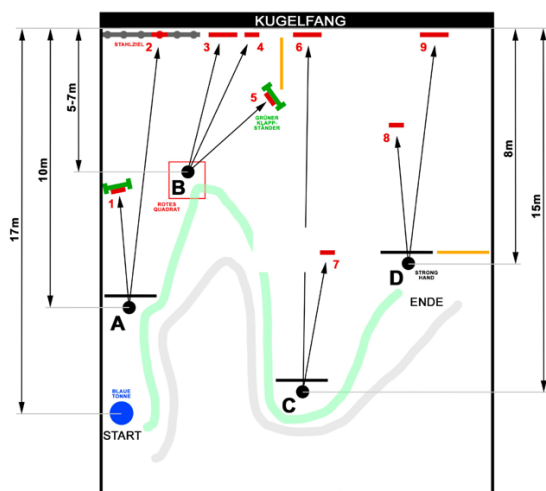 KUGELFANG
STAHLZIEL
2
3
4
6
9
5
GRÜNER
KLAPP-
STÄNDER
8
5-7m
10m
17m
8m
15m
1
B
ROTES
QUADRAT
7
D
STRONG
HAND
ENDE
A
C
BLAUE
TONNE
START